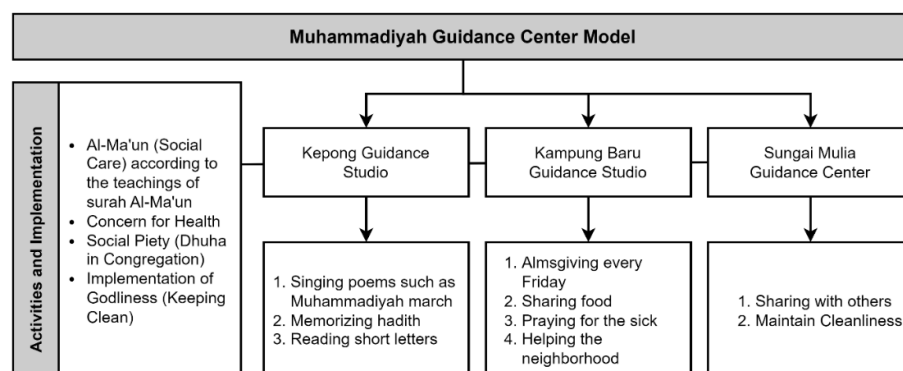 Muhammadiyah Guidance Center Model
Activities and Implementation
• Al-Ma'un (Social
Care) according to
the teachings of
surah Al-Ma'un
• Concern for Health
• Social Piety (Dhuha
in Congregation)
• Implementation of
Godliness (Keeping
Clean)
Kepong Guidance
Studio
Kampung Baru
Guidance Studio
Sungai Mulia
Guidance Center
1. Singing poems such as
Muhammadiyah march
2. Memorizing hadith
3. Reading short letters
1. Almsgiving every
Friday
2. Sharing food
3. Praying for the sick
4. Helping the
neighborhood
1. Sharing with others
2. Maintain Cleanliness